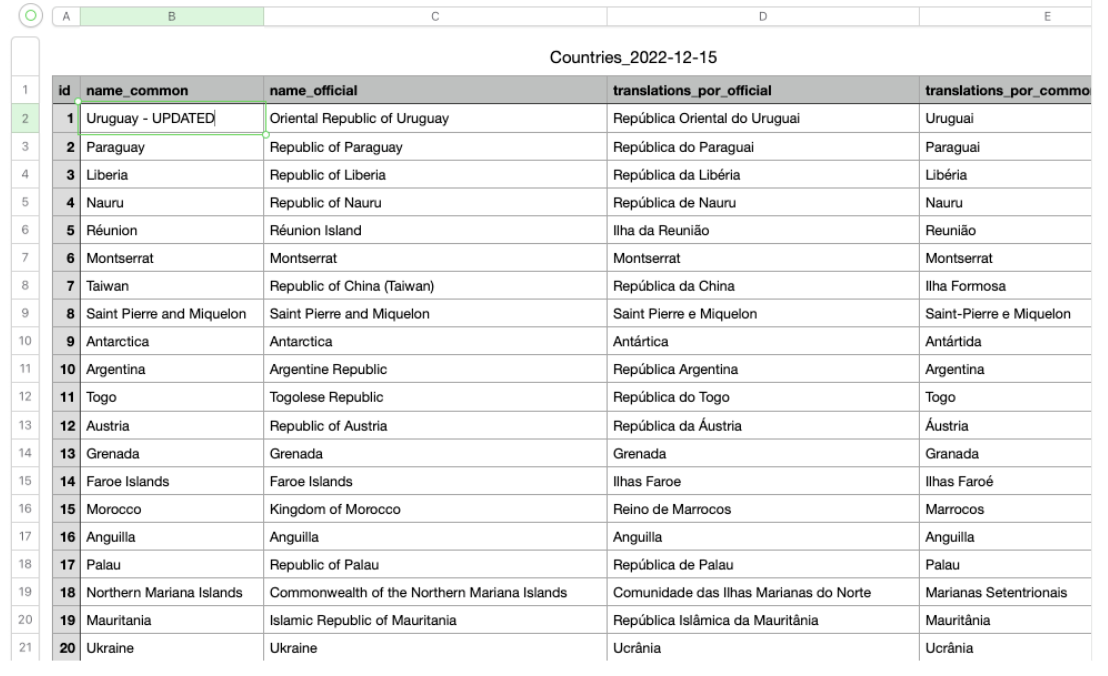 A B C D E
Countries_2022-12-15
1 id name_common name_official translations_por_official translations_por_commo
2 1 Uruguay - UPDATED Oriental Republic of Uruguay República Oriental do Uruguai Uruguai
3 2 Paraguay Republic of Paraguay República do Paraguai Paraguai
4 3 Liberia Republic of Liberia República da Libéria Libéria
5 4 Nauru Republic of Nauru República de Nauru Nauru
6 5 Réunion Réunion Island Ilha da Reunião Reunião
7 6 Montserrat Montserrat Montserrat Montserrat
8 7 Taiwan Republic of China (Taiwan) República da China Ilha Formosa
9 8 Saint Pierre and Miquelon Saint Pierre and Miquelon Saint Pierre e Miquelon Saint-Pierre e Miquelon
10 9 Antarctica Antarctica Antártica Antártida
11 10 Argentina Argentine Republic República Argentina Argentina
12 11 Togo Togolese Republic República do Togo Togo
13 12 Austria Republic of Austria República da Áustria Áustria
14 13 Grenada Grenada Grenada Granada
15 14 Faroe Islands Faroe Islands Ilhas Faroe Ilhas Faroé
16 15 Morocco Kingdom of Morocco Reino de Marrocos Marrocos
17 16 Anguilla Anguilla Anguilla Anguilla
18 17 Palau Republic of Palau República de Palau Palau
19 18 Northern Mariana Islands Commonwealth of the Northern Mariana Islands Comunidade das Ilhas Marianas do Norte Marianas Setentrionais
20 19 Mauritania Islamic Republic of Mauritania República Islâmica da Mauritânia Mauritânia
21 20 Ukraine Ukraine Ucrânia Ucrânia